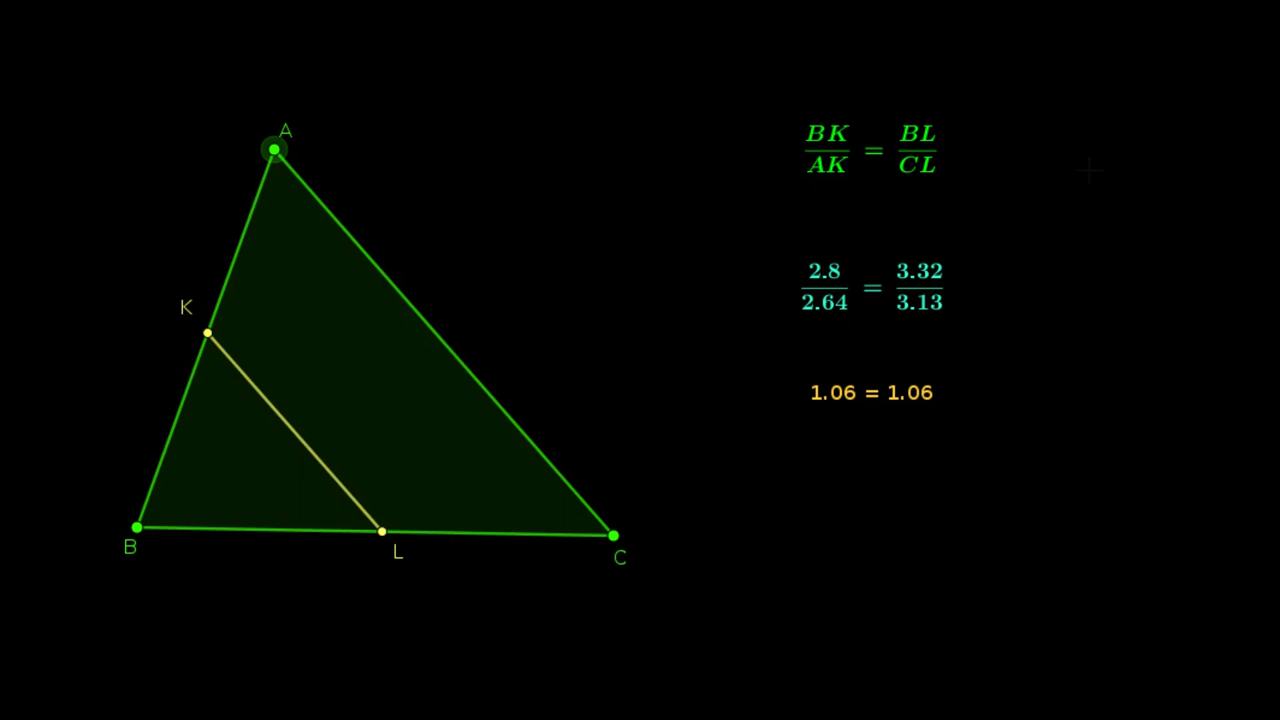 A
BK/AK = BL/CL
2.8/2.64 = 3.32/3.13
K
1.06 = 1.06
B
L
C